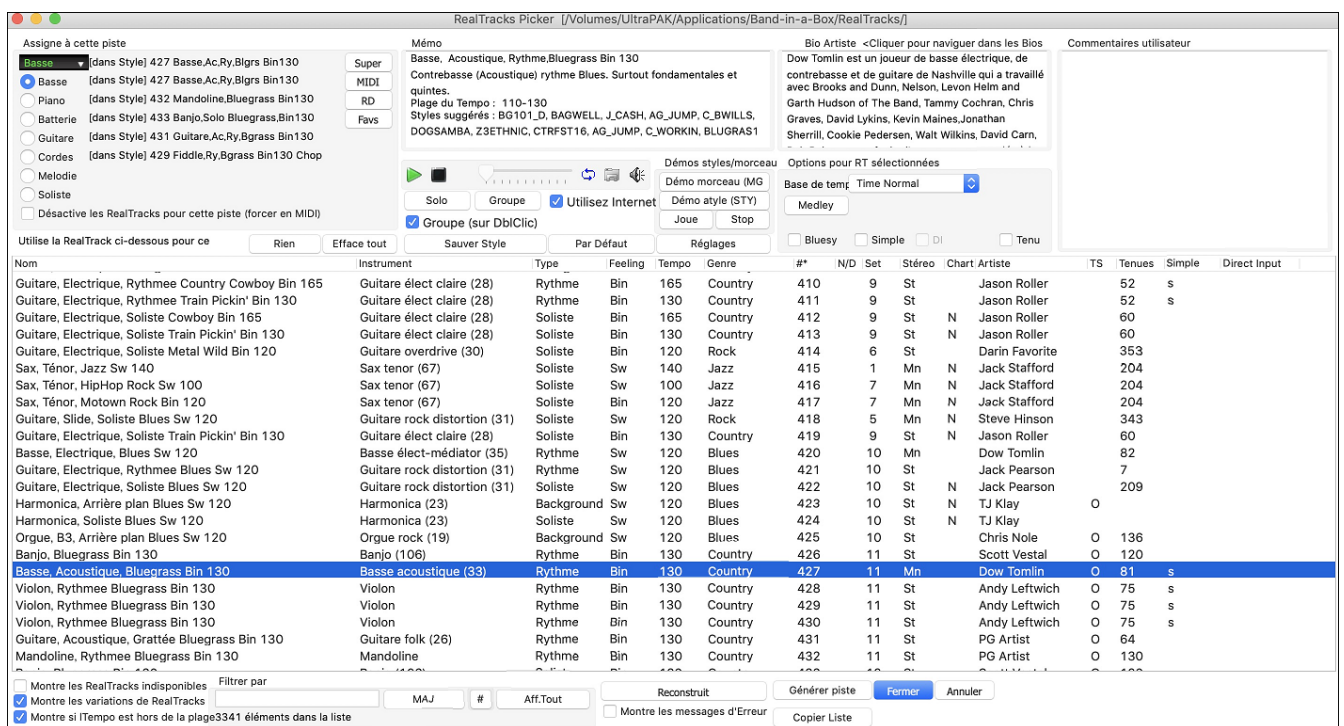 RealTracks Picker [/Volumes/UltraPAK/Applications/Band-in-a-Box/RealTracks/]
Assigne à cette piste
Basse [dans Style] 427 Basse,Ac,Ry,Blgrs Bin130 Super
Basse [dans Style] 427 Basse,Ac,Ry,Blgrs Bin130 MIDI
Piano [dans Style] 432 Mandoline,Bluegrass Bin130 RD
Batterie [dans Style] 433 Banjo,Solo Bluegrass,Bin130 Favs
Guitare [dans Style] 431 Guitare,Ac,Ry,Bgrass Bin130
Cordes [dans Style] 429 Fiddle,Ry,Bgrass Bin130 Chop
Melodie
Soliste
Désactive les RealTracks pour cette piste (forcer en MIDI)
Mémo
Basse, Acoustique, Rythme,Bluegrass Bin 130
Contrebasse (Acoustique) rythme Blues. Surtout fondamentales et
quintes.
Plage du Tempo : 110-130
Styles suggérés : BG101_D, BAGWELL, J_CASH, AG_JUMP, C_BWILLS,
DOGSAMBA, Z3ETHNIC, CTRFST16, AG_JUMP, C_WORKIN, BLUGRAS1
Bio Artiste <Cliquer pour naviguer dans les Bios
Dow Tomlin est un joueur de basse électrique, de
contrebasse et de guitare de Nashville qui a travaillé
avec Brooks and Dunn, Nelson, Levon Helm and
Garth Hudson of The Band, Tammy Cochran, Chris
Graves, David Lykins, Kevin Maines,Jonathan
Sherrill, Cookie Pedersen, Walt Wilkins, David Carn,
Commentaires utilisateur
Solo Groupe Utilisez Internet
Groupe (sur DblClic)
Démos styles/morceau
Démo morceau (MG
Démo atyle (STY)
Joue Stop
Options pour RT sélectionnées
Base de temp Time Normal
Medley
Bluesy Simple DI Tenu
Utilise la RealTrack ci-dessous pour ce Rien Efface tout Sauver Style Par Défaut Réglages
Nom Instrument Type Feeling Tempo Genre #* N/D Set Stéreo Chart Artiste TS Tenues Simple Direct Input
Guitare, Electrique, Rythmee Country Cowboy Bin 165 Guitare élect claire (28) Rythme Bin 165 Country 410 9 St Jason Roller 52 s
Guitare, Electrique, Rythmee Train Pickin' Bin 130 Guitare élect claire (28) Rythme Bin 130 Country 411 9 St Jason Roller 52 s
Guitare, Electrique, Soliste Cowboy Bin 165 Guitare élect claire (28) Soliste Bin 165 Country 412 9 St N Jason Roller 60
Guitare, Electrique, Soliste Train Pickin' Bin 130 Guitare élect claire (28) Soliste Bin 130 Country 413 9 St N Jason Roller 60
Guitare, Electrique, Soliste Metal Wild Bin 120 Guitare overdrive (30) Soliste Bin 120 Rock 414 6 St Darin Favorite 353
Sax, Ténor, Jazz Sw 140 Sax tenor (67) Soliste Sw 140 Jazz 415 1 Mn N Jack Stafford 204
Sax, Ténor, HipHop Rock Sw 100 Sax tenor (67) Soliste Sw 100 Jazz 416 7 Mn N Jack Stafford 204
Sax, Ténor, Motown Rock Bin 120 Sax tenor (67) Soliste Bin 120 Jazz 417 7 Mn N Jack Stafford 204
Guitare, Slide, Soliste Blues Sw 120 Guitare rock distortion (31) Soliste Sw 120 Rock 418 5 Mn N Steve Hinson 343
Guitare, Electrique, Soliste Train Pickin' Bin 130 Guitare élect claire (28) Soliste Bin 130 Country 419 9 St N Jason Roller 60
Basse, Electrique, Blues Sw 120 Basse élect-médiator (35) Rythme Sw 120 Blues 420 10 Mn Dow Tomlin 82
Guitare, Electrique, Rythmee Blues Sw 120 Guitare rock distortion (31) Rythme Sw 120 Blues 421 10 St Jack Pearson 7
Guitare, Electrique, Soliste Blues Sw 120 Guitare rock distortion (31) Soliste Sw 120 Blues 422 10 St N Jack Pearson 209
Harmonica, Arrière plan Blues Sw 120 Harmonica (23) Background Sw 120 Blues 423 10 St N TJ Klay O
Harmonica, Soliste Blues Sw 120 Harmonica (23) Soliste Sw 120 Blues 424 10 St N TJ Klay
Orgue, B3, Arrière plan Blues Sw 120 Orgue rock (19) Background Sw 120 Blues 425 10 St Chris Nole O 136
Banjo, Bluegrass Bin 130 Banjo (106) Rythme Bin 130 Country 426 11 St Scott Vestal O 120
Basse, Acoustique, Bluegrass Bin 130 Basse acoustique (33) Rythme Bin 130 Country 427 11 Mn Dow Tomlin O 81 s
Violon, Rythmee Bluegrass Bin 130 Violon Rythme Bin 130 Country 428 11 St Andy Leftwich O 75 s
Violon, Rythmee Bluegrass Bin 130 Violon Rythme Bin 130 Country 429 11 St Andy Leftwich O 75 s
Violon, Rythmee Bluegrass Bin 130 Violon Rythme Bin 130 Country 430 11 St Andy Leftwich O 75 s
Guitare, Acoustique, Grattée Bluegrass Bin 130 Guitare folk (26) Rythme Bin 130 Country 431 11 St PG Artist O 64
Mandoline, Rythmee Bluegrass Bin 130 Mandoline Rythme Bin 130 Country 432 11 St PG Artist O 130
Montre les RealTracks indisponibles Filtrer par
Montre les variations de RealTracks MAJ # Aff.Tout
Montre si lTempo est hors de la plage3341 éléments dans la liste
Reconstruit
Montre les messages d'Erreur
Générer piste Fermer Annuler
Copier Liste